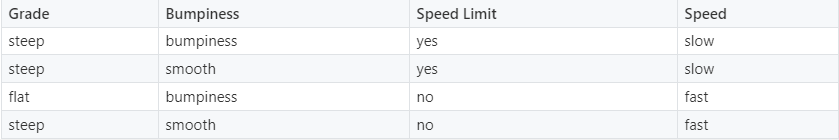 Grade Bumpiness Speed Limit Speed
steep bumpiness yes slow
steep smooth yes slow
flat bumpiness no fast
steep smooth no fast